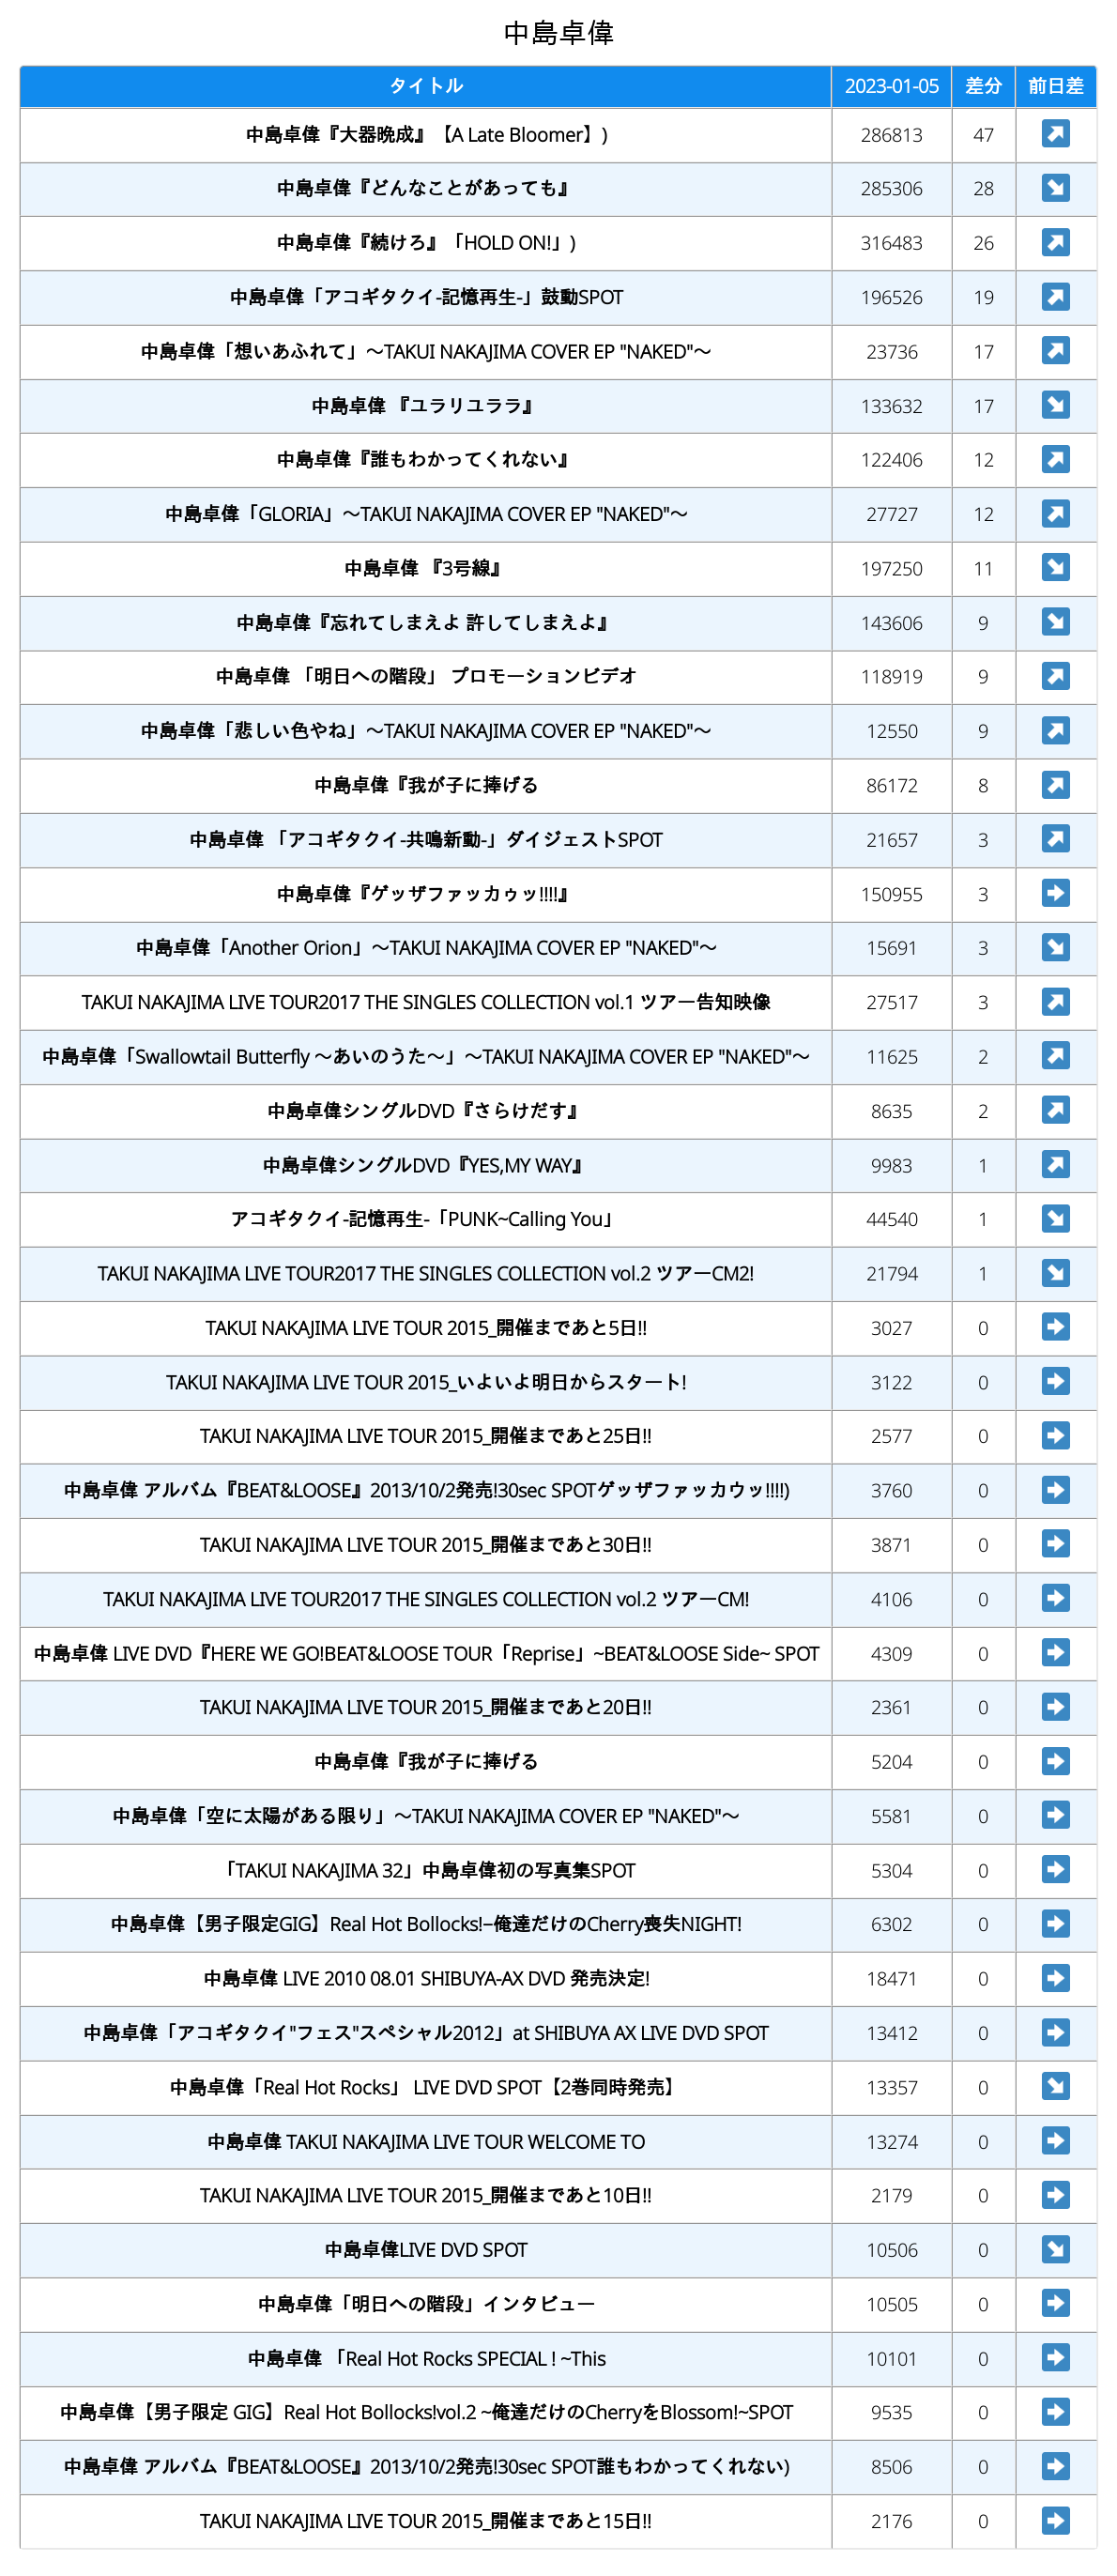 中島卓偉
タイトル 2023-01-05 差分 前日差
中島卓偉『大器晩成』【A Late Bloomer】) 286813 47 ↗
中島卓偉『どんなことがあっても』 285306 28 ↘
中島卓偉『続けろ』「HOLD ON!」) 316483 26 ↗
中島卓偉「アコギタクイ-記憶再生-」鼓動SPOT 196526 19 ↗
中島卓偉「想いあふれて」〜TAKUI NAKAJIMA COVER EP "NAKED"〜 23736 17 ↗
中島卓偉 『ユラリユララ』 133632 17 ↘
中島卓偉『誰もわかってくれない』 122406 12 ↗
中島卓偉「GLORIA」〜TAKUI NAKAJIMA COVER EP "NAKED"〜 27727 12 ↗
中島卓偉 『3号線』 197250 11 ↘
中島卓偉『忘れてしまえよ 許してしまえよ』 143606 9 ↘
中島卓偉 「明日への階段」 プロモーションビデオ 118919 9 ↗
中島卓偉「悲しい色やね」〜TAKUI NAKAJIMA COVER EP "NAKED"〜 12550 9 ↗
中島卓偉『我が子に捧げる 86172 8 ↗
中島卓偉 「アコギタクイ-共鳴新動-」ダイジェストSPOT 21657 3 ↗
中島卓偉『ゲッザファッカゥッ!!!!』 150955 3 →
中島卓偉「Another Orion」〜TAKUI NAKAJIMA COVER EP "NAKED"〜 15691 3 ↘
TAKUI NAKAJIMA LIVE TOUR2017 THE SINGLES COLLECTION vol.1 ツアー告知映像 27517 3 ↗
中島卓偉「Swallowtail Butterfly 〜あいのうた〜」〜TAKUI NAKAJIMA COVER EP "NAKED"〜 11625 2 ↗
中島卓偉シングルDVD『さらけだす』 8635 2 ↗
中島卓偉シングルDVD『YES,MY WAY』 9983 1 ↗
アコギタクイ-記憶再生-「PUNK~Calling You」 44540 1 ↘
TAKUI NAKAJIMA LIVE TOUR2017 THE SINGLES COLLECTION vol.2 ツアーCM2! 21794 1 ↘
TAKUI NAKAJIMA LIVE TOUR 2015_開催まであと5日!! 3027 0 →
TAKUI NAKAJIMA LIVE TOUR 2015_いよいよ明日からスタート! 3122 0 →
TAKUI NAKAJIMA LIVE TOUR 2015_開催まであと25日!! 2577 0 →
中島卓偉 アルバム『BEAT&LOOSE』2013/10/2発売!30sec SPOTゲッザファッカウッ!!!!) 3760 0 →
TAKUI NAKAJIMA LIVE TOUR 2015_開催まであと30日!! 3871 0 →
TAKUI NAKAJIMA LIVE TOUR2017 THE SINGLES COLLECTION vol.2 ツアーCM! 4106 0 →
中島卓偉 LIVE DVD『HERE WE GO!BEAT&LOOSE TOUR「Reprise」~BEAT&LOOSE Side~ SPOT 4309 0 →
TAKUI NAKAJIMA LIVE TOUR 2015_開催まであと20日!! 2361 0 →
中島卓偉『我が子に捧げる 5204 0 →
中島卓偉「空に太陽がある限り」〜TAKUI NAKAJIMA COVER EP "NAKED"〜 5581 0 →
「TAKUI NAKAJIMA 32」中島卓偉初の写真集SPOT 5304 0 →
中島卓偉【男子限定GIG】Real Hot Bollocks!−俺達だけのCherry喪失NIGHT! 6302 0 →
中島卓偉 LIVE 2010 08.01 SHIBUYA-AX DVD 発売決定! 18471 0 →
中島卓偉「アコギタクイ"フェス"スペシャル2012」at SHIBUYA AX LIVE DVD SPOT 13412 0 →
中島卓偉「Real Hot Rocks」 LIVE DVD SPOT【2巻同時発売】 13357 0 ↘
中島卓偉 TAKUI NAKAJIMA LIVE TOUR WELCOME TO 13274 0 →
TAKUI NAKAJIMA LIVE TOUR 2015_開催まであと10日!! 2179 0 →
中島卓偉LIVE DVD SPOT 10506 0 ↘
中島卓偉「明日への階段」インタビュー 10505 0 →
中島卓偉 「Real Hot Rocks SPECIAL ! ~This 10101 0 →
中島卓偉【男子限定 GIG】Real Hot Bollocks!vol.2 ~俺達だけのCherryをBlossom!~SPOT 9535 0 →
中島卓偉 アルバム『BEAT&LOOSE』2013/10/2発売!30sec SPOT誰もわかってくれない) 8506 0 →
TAKUI NAKAJIMA LIVE TOUR 2015_開催まであと15日!! 2176 0 →